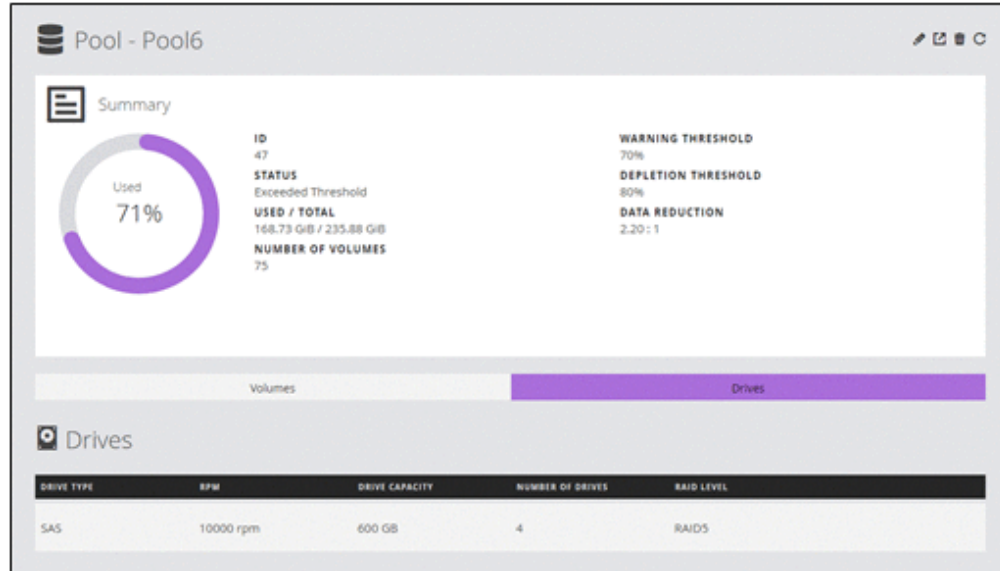 Pool - Pool6
Summary
Used
71%
ID
47
STATUS
Exceeded Threshold
USED / TOTAL
168.73 GiB / 235.88 GiB
NUMBER OF VOLUMES
75
WARNING THRESHOLD
70%
DEPLETION THRESHOLD
80%
DATA REDUCTION
2.20 : 1
Volumes Drives
Drives
DRIVE TYPE RPM DRIVE CAPACITY NUMBER OF DRIVES RAID LEVEL
SAS 10000 rpm 600 GB 4 RAID5